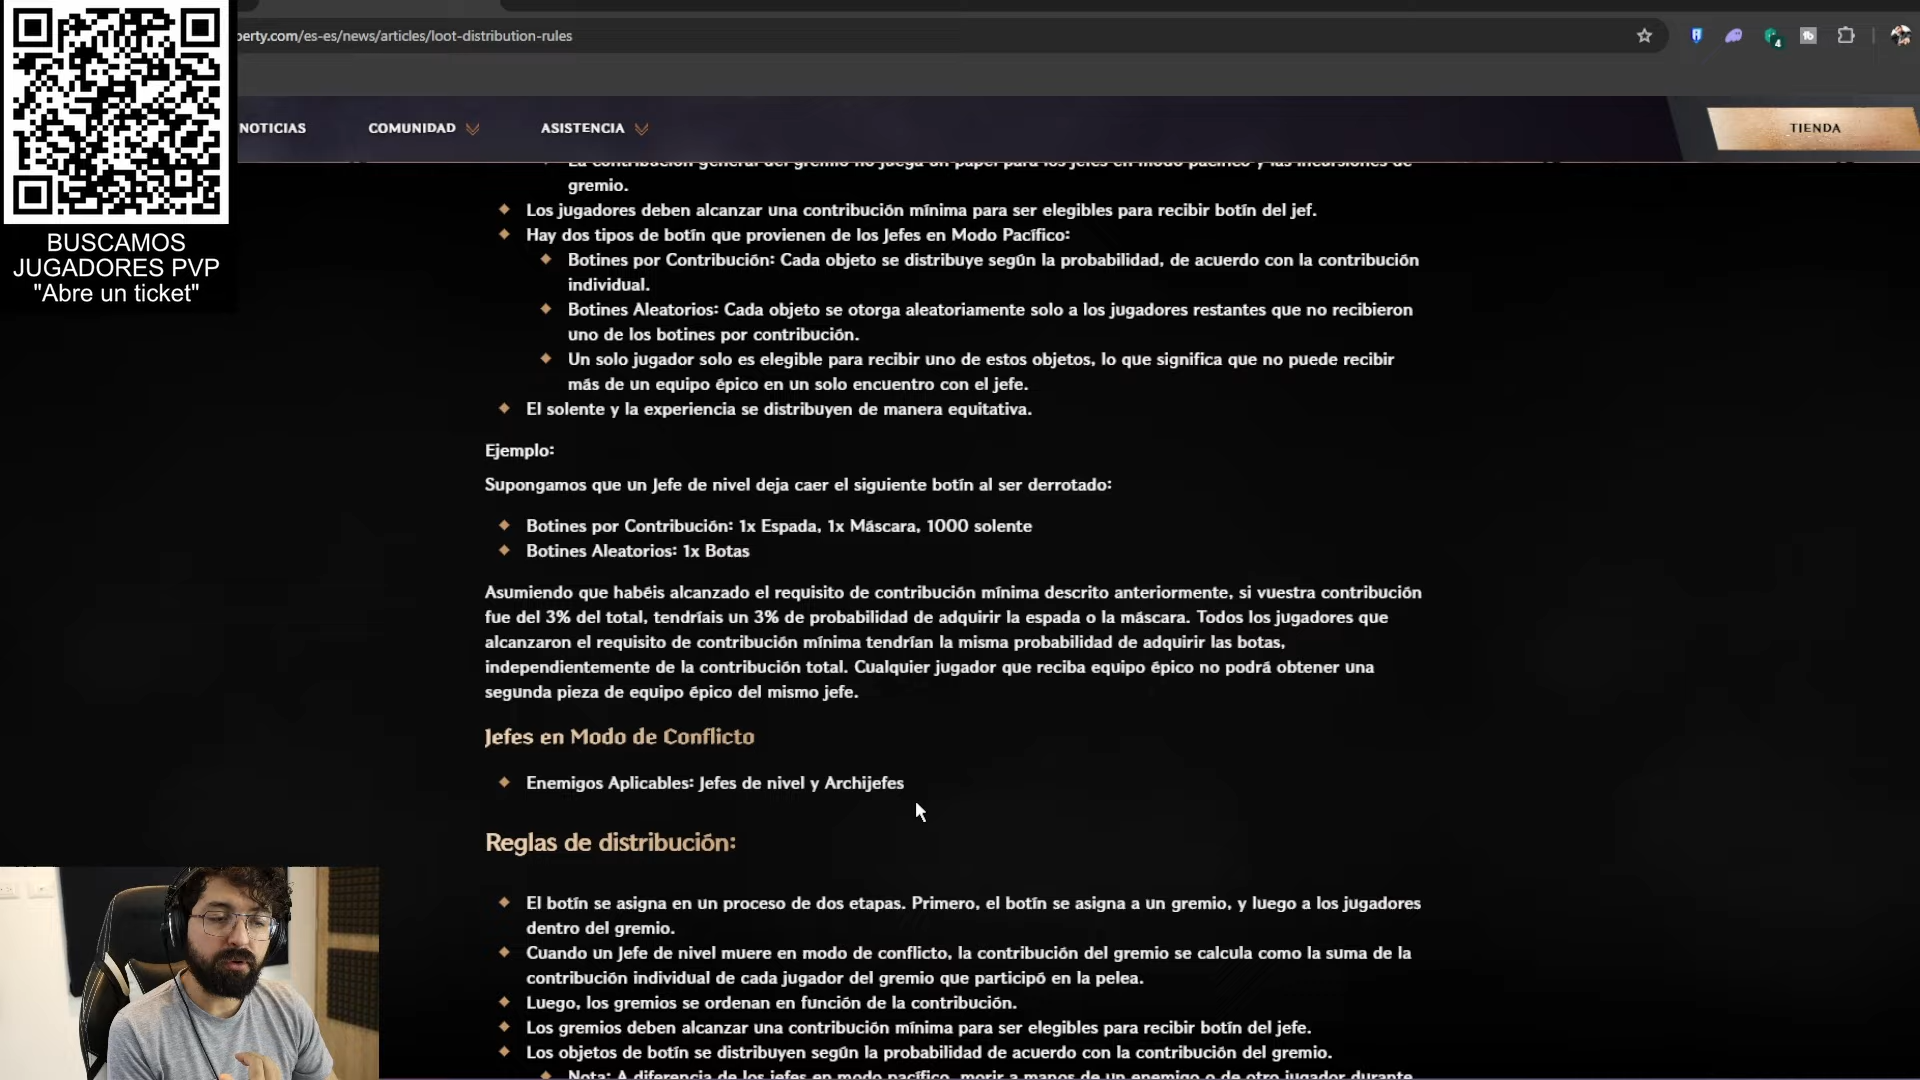 perty.com/es-es/news/articles/loot-distribution-rules
4
NOTICIAS
COMUNIDAD
ASISTENCIA
TIENDA
BUSCAMOS
JUGADORES PVP
"Abre un ticket"
La contribución general del gremio no juega un papel para los jefes en modo pacífico y las incursiones de
gremio.
Los jugadores deben alcanzar una contribución mínima para ser elegibles para recibir botín del jef.
Hay dos tipos de botín que provienen de los Jefes en Modo Pacífico:
Botines por Contribución: Cada objeto se distribuye según la probabilidad, de acuerdo con la contribución
individual.
Botines Aleatorios: Cada objeto se otorga aleatoriamente solo a los jugadores restantes que no recibieron
uno de los botines por contribución.
Un solo jugador solo es elegible para recibir uno de estos objetos, lo que significa que no puede recibir
más de un equipo épico en un solo encuentro con el jefe.
El solente y la experiencia se distribuyen de manera equitativa.
Ejemplo:
Supongamos que un Jefe de nivel deja caer el siguiente botín al ser derrotado:
Botines por Contribución: 1x Espada, 1x Máscara, 1000 solente
Botines Aleatorios: 1x Botas
Asumiendo que habéis alcanzado el requisito de contribución mínima descrito anteriormente, si vuestra contribución
fue del 3% del total, tendríais un 3% de probabilidad de adquirir la espada o la máscara. Todos los jugadores que
alcanzaron el requisito de contribución mínima tendrían la misma probabilidad de adquirir las botas,
independientemente de la contribución total. Cualquier jugador que reciba equipo épico no podrá obtener una
segunda pieza de equipo épico del mismo jefe.
Jefes en Modo de Conflicto
Enemigos Aplicables: Jefes de nivel y Archijefes
Reglas de distribución:
El botín se asigna en un proceso de dos etapas. Primero, el botín se asigna a un gremio, y luego a los jugadores
dentro del gremio.
Cuando un Jefe de nivel muere en modo de conflicto, la contribución del gremio se calcula como la suma de la
contribución individual de cada jugador del gremio que participó en la pelea.
Luego, los gremios se ordenan en función de la contribución.
Los gremios deben alcanzar una contribución mínima para ser elegibles para recibir botín del jefe.
Los objetos de botín se distribuyen según la probabilidad de acuerdo con la contribución del gremio.
Nota: A diferencia de los jefes en modo pacífico, morir a manos de un enemigo o de otro jugador durante